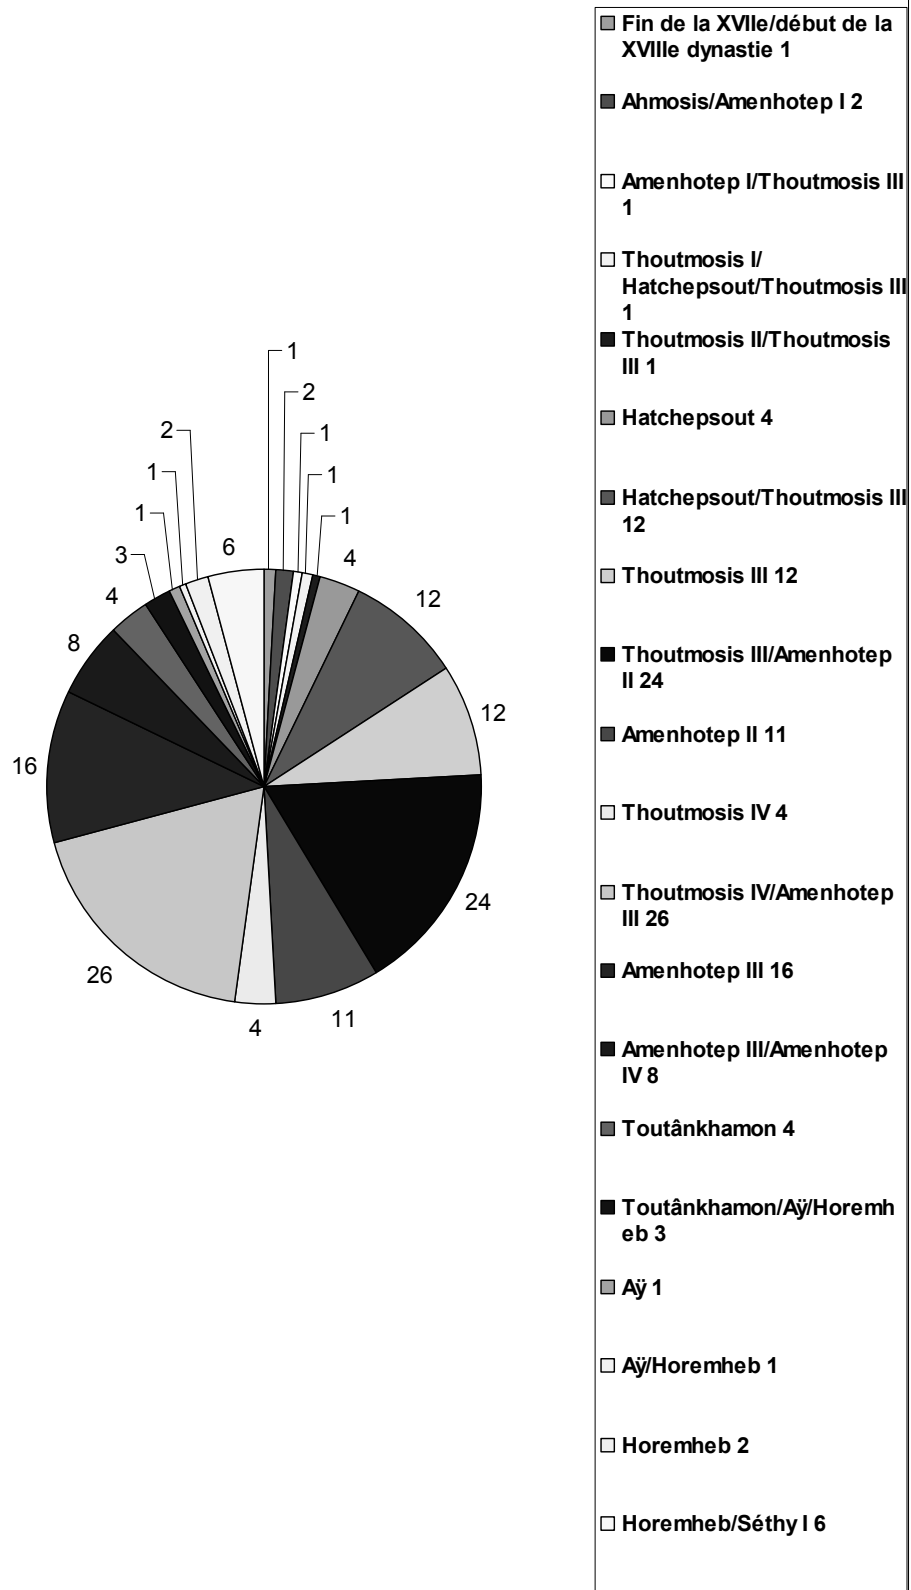 1
2
1
1
1
4
12
12
24
11
4
26
16
8
4
3
1
1
2
6
Fin de la XVIIe/début de la
XVIIIe dynastie 1
Ahmosis/Amenhotep I 2
Amenhotep I/Thoutmosis III
1
Thoutmosis I/
Hatchepsout/Thoutmosis III
1
Thoutmosis II/Thoutmosis
III 1
Hatchepsout 4
Hatchepsout/Thoutmosis III
12
Thoutmosis III 12
Thoutmosis III/Amenhotep
II 24
Amenhotep II 11
Thoutmosis IV 4
Thoutmosis IV/Amenhotep
III 26
Amenhotep III 16
Amenhotep III/Amenhotep
IV 8
Toutânkhamon 4
Toutânkhamon/Aÿ/Horemh
eb 3
Aÿ 1
Aÿ/Horemheb 1
Horemheb 2
Horemheb/Séthy I 6